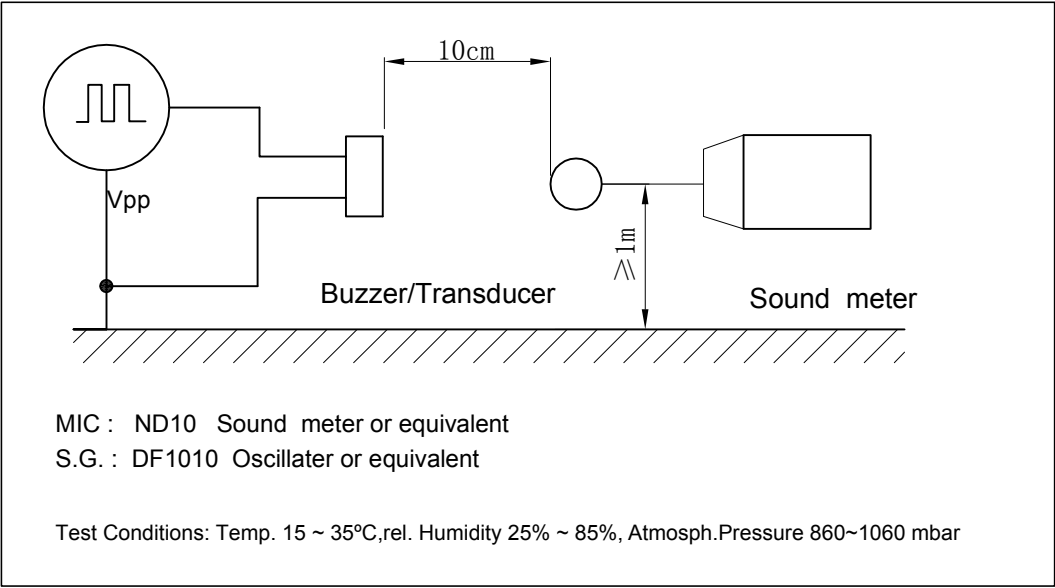 10cm
Vpp
≥1m
Buzzer/Transducer
Sound meter
MIC : ND10 Sound meter or equivalent
S.G. : DF1010 Oscillater or equivalent
Test Conditions: Temp. 15 ~ 35ºC,rel. Humidity 25% ~ 85%, Atmosph.Pressure 860~1060 mbar